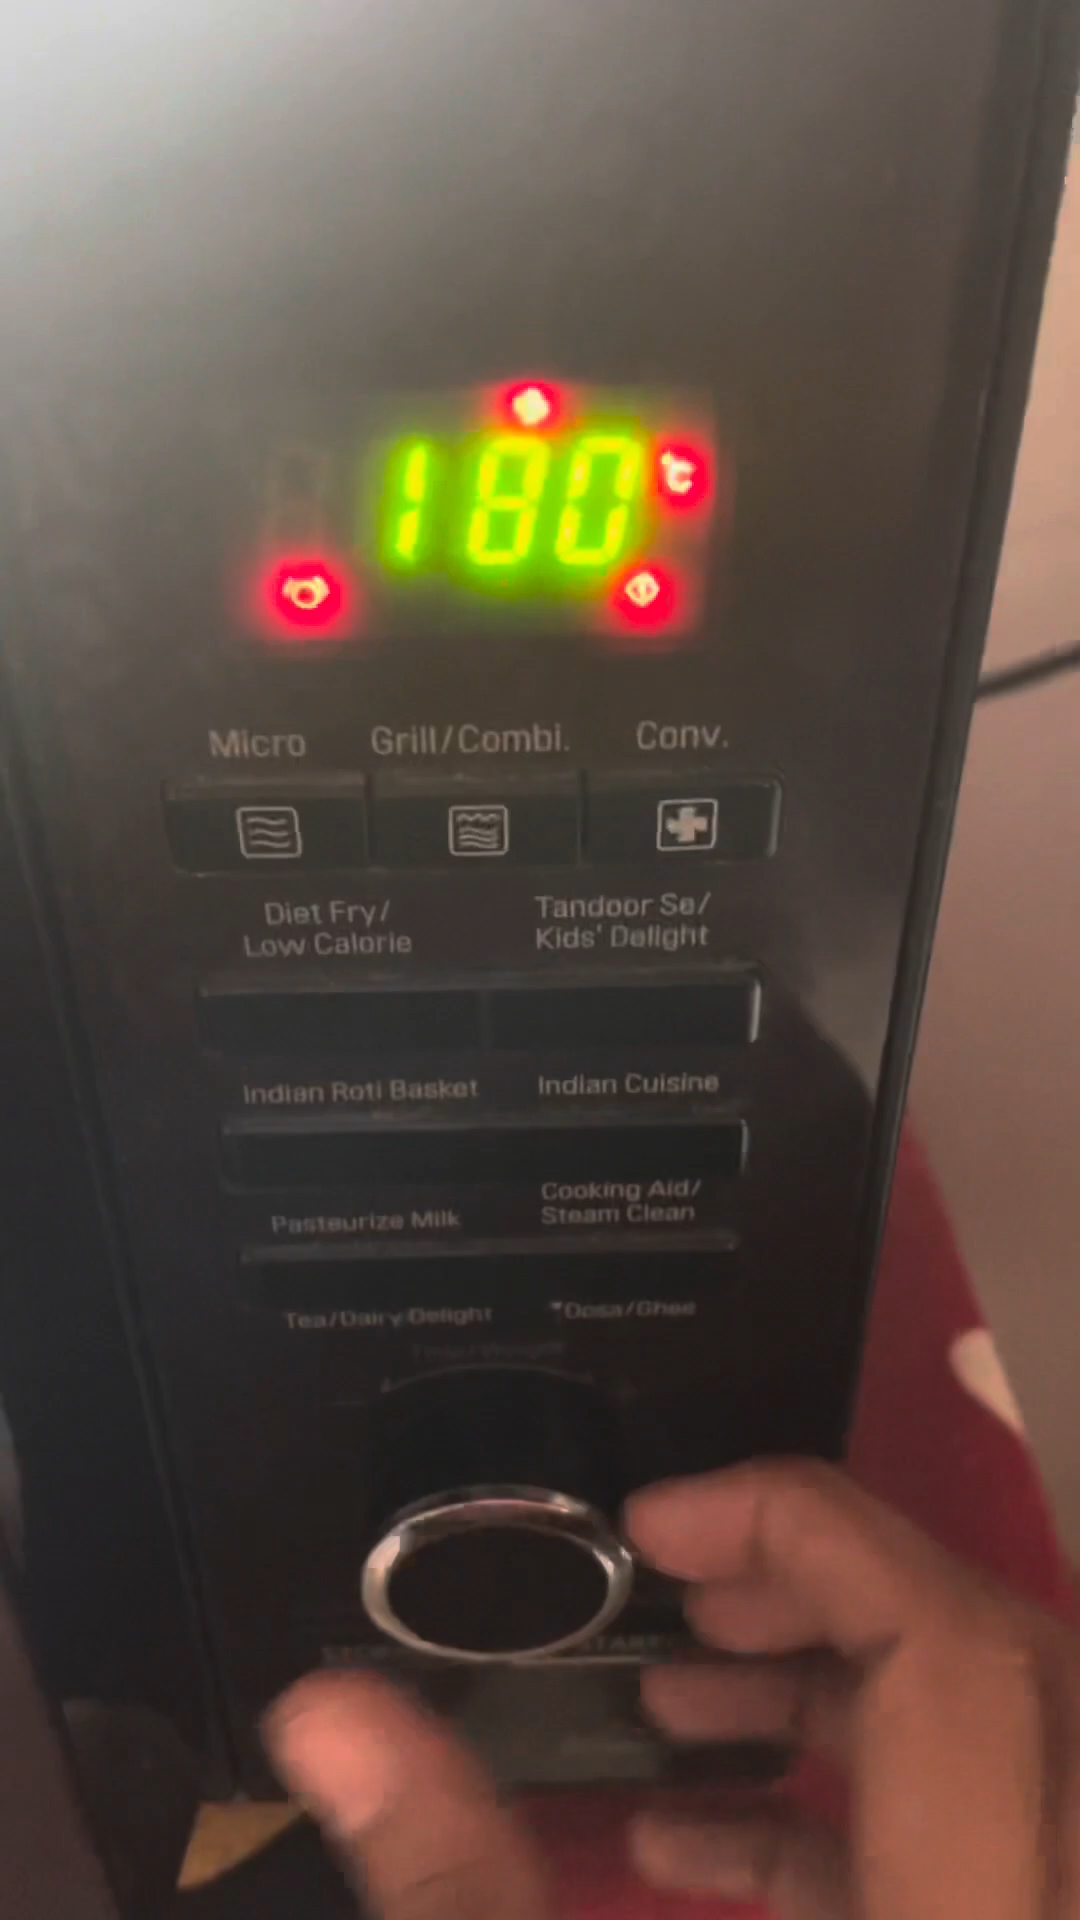 180 °C
Micro Grill/Combi. Conv.
Diet Fry/ Tandoor Se/
Low Calorie Kids' Delight
Indian Roti Basket Indian Cuisine
Pasteurize Milk Cooking Aid/
Steam Clean
Tea/Dairy Delight *Dosa/Ghee